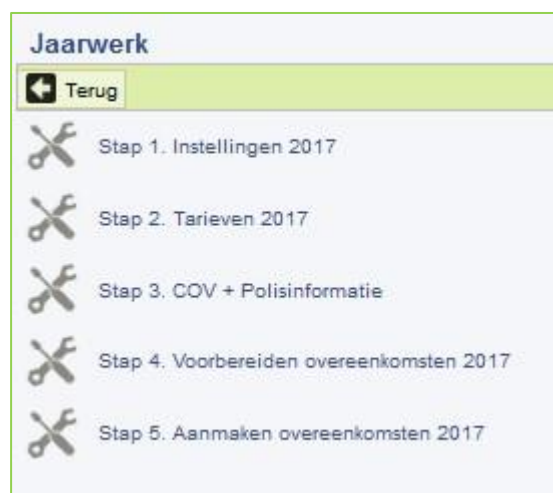 Jaarwerk
Terug
Stap 1. Instellingen 2017
Stap 2. Tarieven 2017
Stap 3. COV + Polisinformatie
Stap 4. Voorbereiden overeenkomsten 2017
Stap 5. Aanmaken overeenkomsten 2017